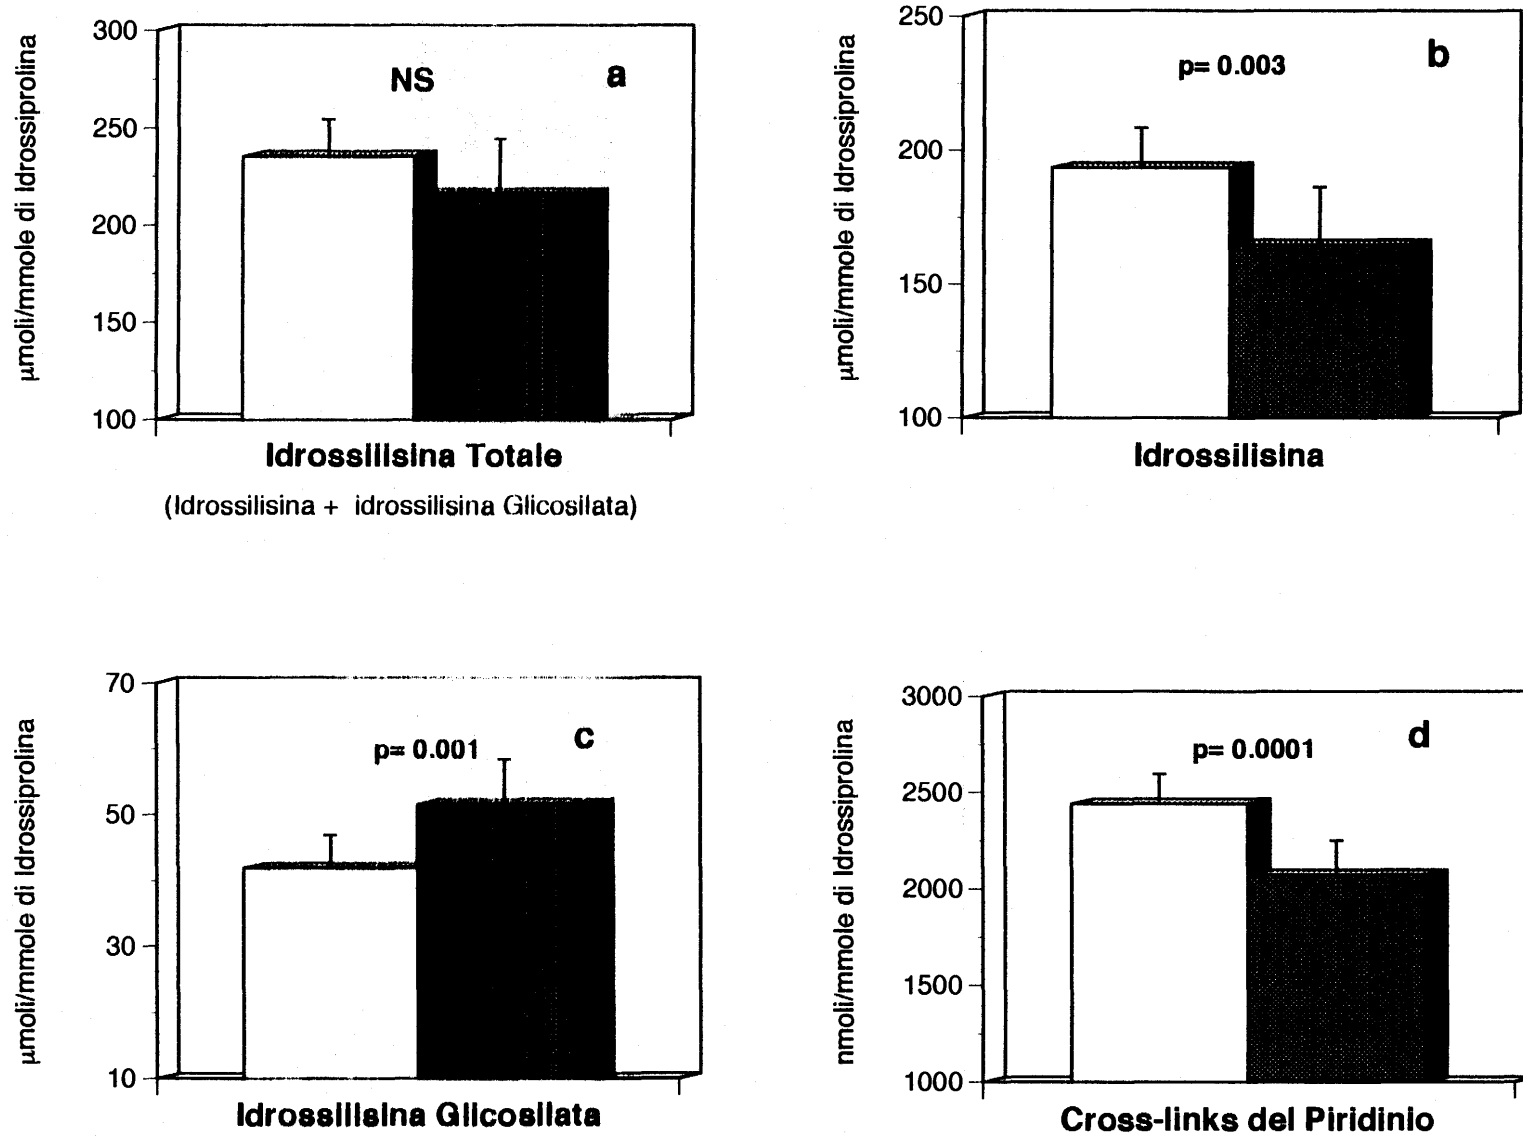 300
250
200
150
100
µmoli/mmole di Idrossiprolina
NS
a
Idrossilisina Totale
(Idrossilisina + idrossilisina Glicosilata)
250
200
150
100
µmoli/mmole di Idrossiprolina
p= 0.003
b
Idrossilisina
70
50
30
10
µmoli/mmole di Idrossiprolina
p= 0.001
c
Idrossilisina Glicosilata
3000
2500
2000
1500
1000
nmoli/mmole di Idrossiprolina
p= 0.0001
d
Cross-links del Piridinio